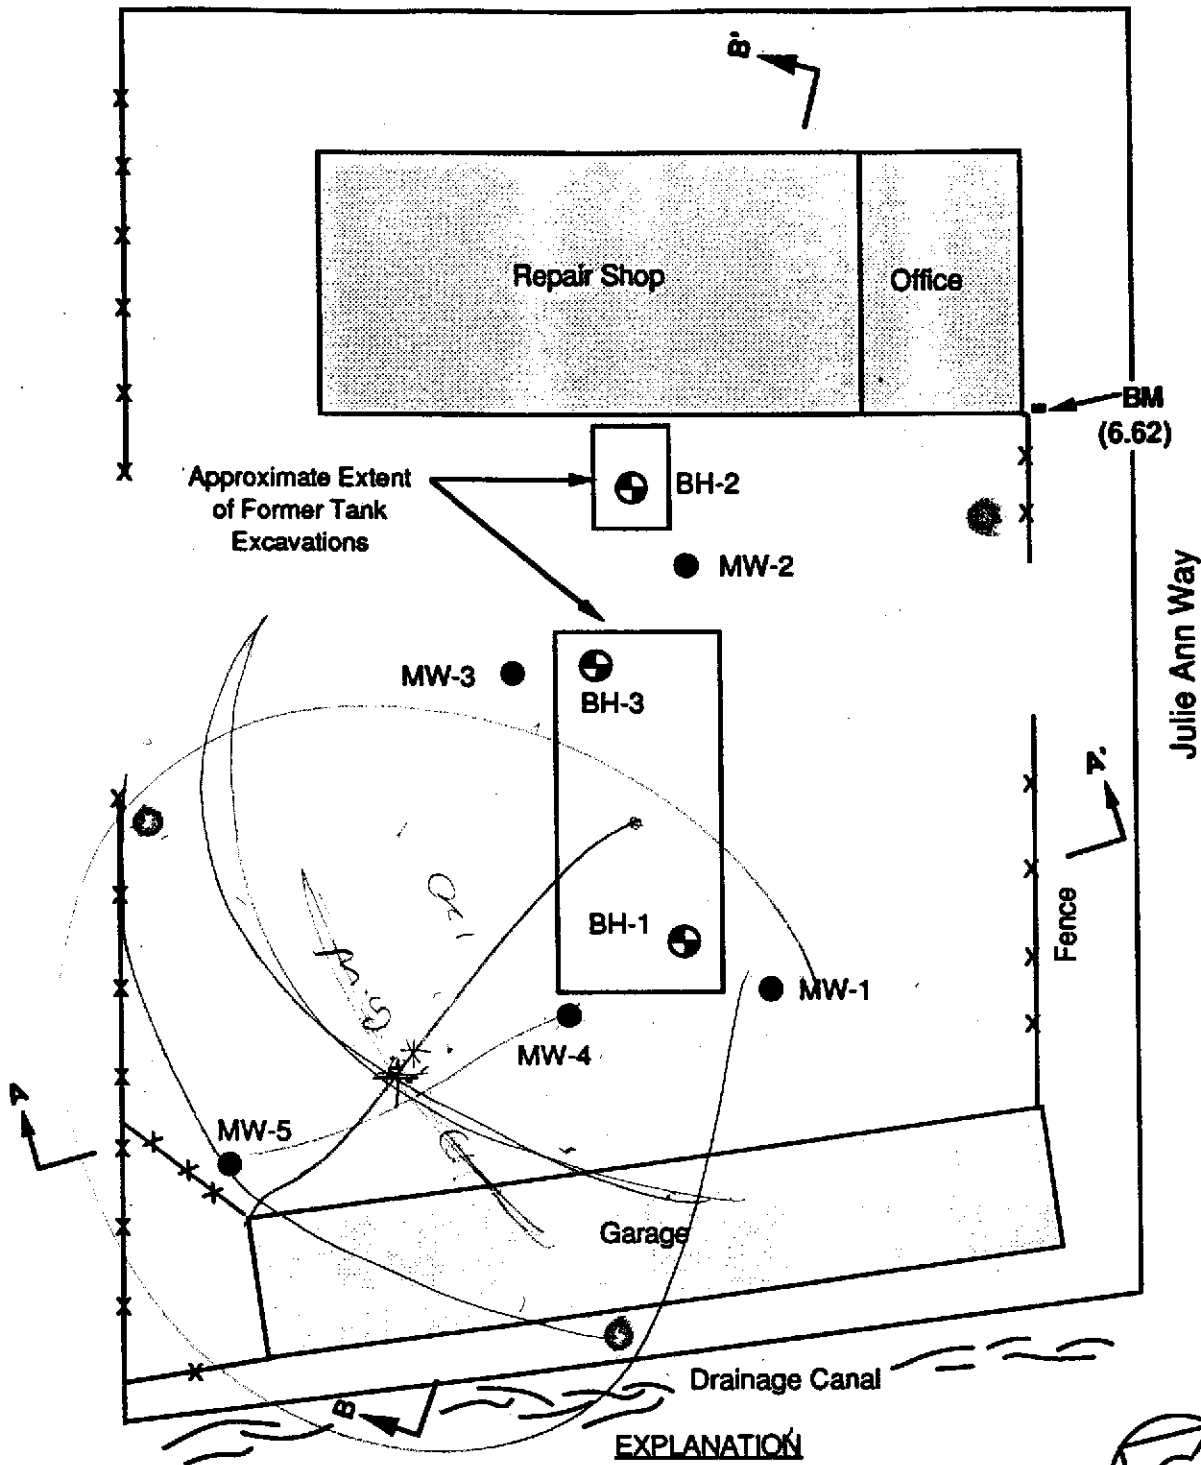 B'
Repair Shop
Office
BM
(6.62)
Approximate Extent
of Former Tank
Excavations
BH-2
MW-2
Julie Ann Way
MW-3
BH-3
A'
BH-1
Fence
MW-1
MW-4
A
MW-5
Garage
Drainage Canal
B
EXPLANATION